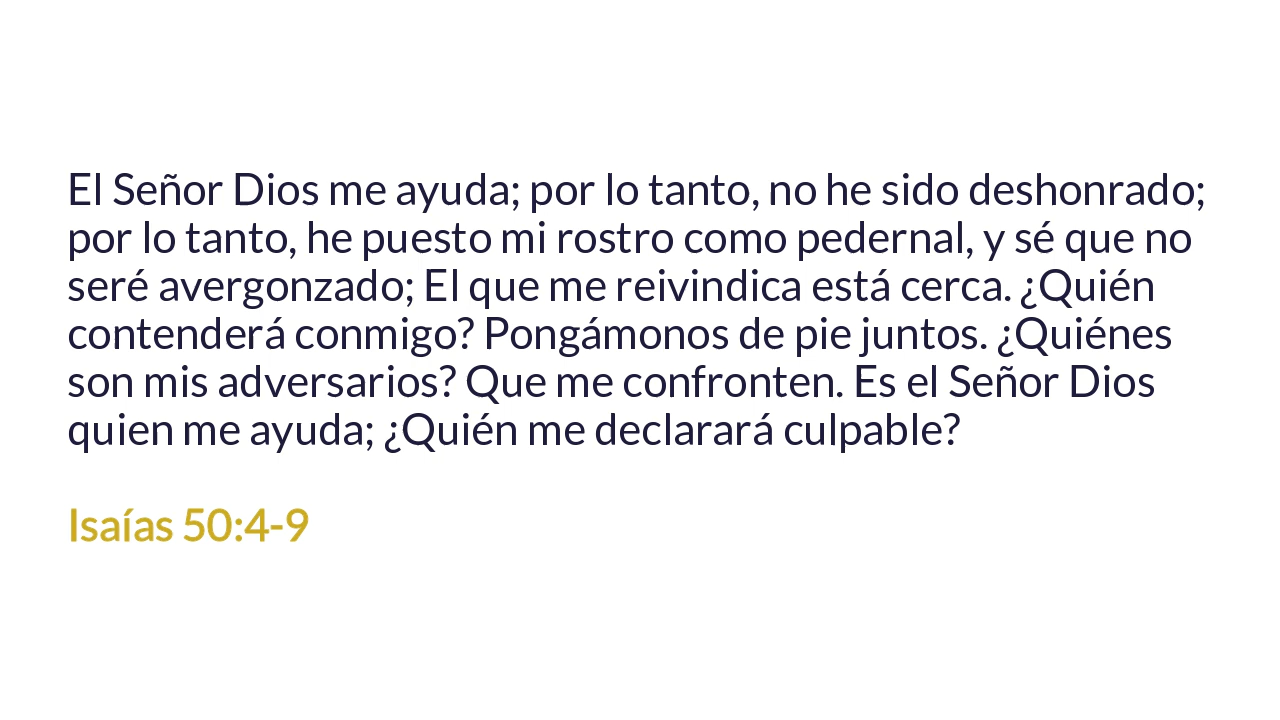 El Señor Dios me ayuda; por lo tanto, no he sido deshonrado;
por lo tanto, he puesto mi rostro como pedernal, y sé que no
seré avergonzado; El que me reivindica está cerca. ¿Quién
contenderá conmigo? Pongámonos de pie juntos. ¿Quiénes
son mis adversarios? Que me confronten. Es el Señor Dios
quien me ayuda; ¿Quién me declarará culpable?
Isaías 50:4-9